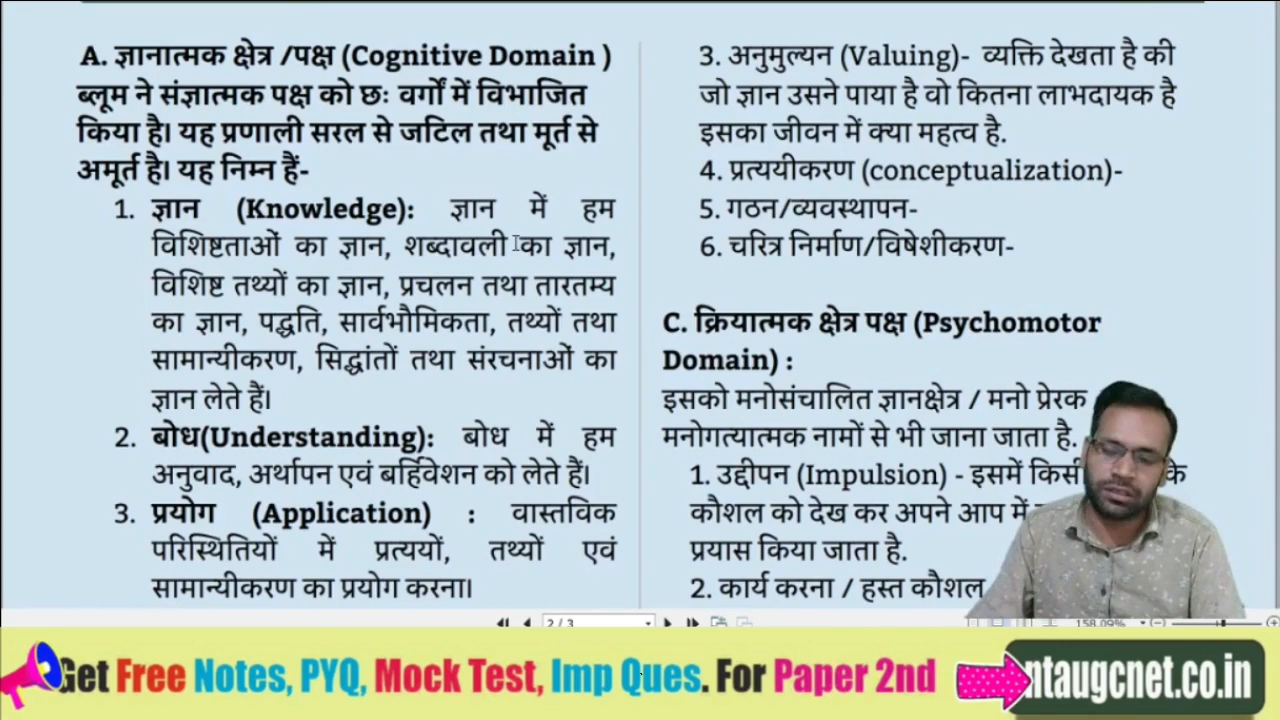 A. ज्ञानात्मक क्षेत्र /पक्ष (Cognitive Domain )
ब्लूम ने संज्ञात्मक पक्ष को छः वर्गों में विभाजित
किया है। यह प्रणाली सरल से जटिल तथा मूर्त से
अमूर्त है। यह निम्न हैं-
1. ज्ञान (Knowledge): ज्ञान में हम
विशिष्टताओं का ज्ञान, शब्दावली का ज्ञान,
विशिष्ट तथ्यों का ज्ञान, प्रचलन तथा तारतम्य
का ज्ञान, पद्धति, सार्वभौमिकता, तथ्यों तथा
सामान्यीकरण, सिद्धांतों तथा संरचनाओं का
ज्ञान लेते हैं।
2. बोध(Understanding): बोध में हम
अनुवाद, अर्थापन एवं बर्हिवेशन को लेते हैं।
3. प्रयोग (Application) : वास्तविक
परिस्थितियों में प्रत्ययों, तथ्यों एवं
सामान्यीकरण का प्रयोग करना।
3. अनुमुल्यन (Valuing)- व्यक्ति देखता है की
जो ज्ञान उसने पाया है वो कितना लाभदायक है
इसका जीवन में क्या महत्व है.
4. प्रत्ययीकरण (conceptualization)-
5. गठन/व्यवस्थापन-
6. चरित्र निर्माण/विषेशीकरण-
C. क्रियात्मक क्षेत्र पक्ष (Psychomotor
Domain) :
इसको मनोसंचालित ज्ञानक्षेत्र / मनो प्रेरक
मनोगत्यात्मक नामों से भी जाना जाता है.
1. उद्दीपन (Impulsion) - इसमें किसी के
कौशल को देख कर अपने आप में
प्रयास किया जाता है.
2. कार्य करना / हस्त कौशल
2 / 3
158.09%
Get Free Notes, PYQ, Mock Test, Imp Ques. For Paper 2nd
ntaugcnet.co.in